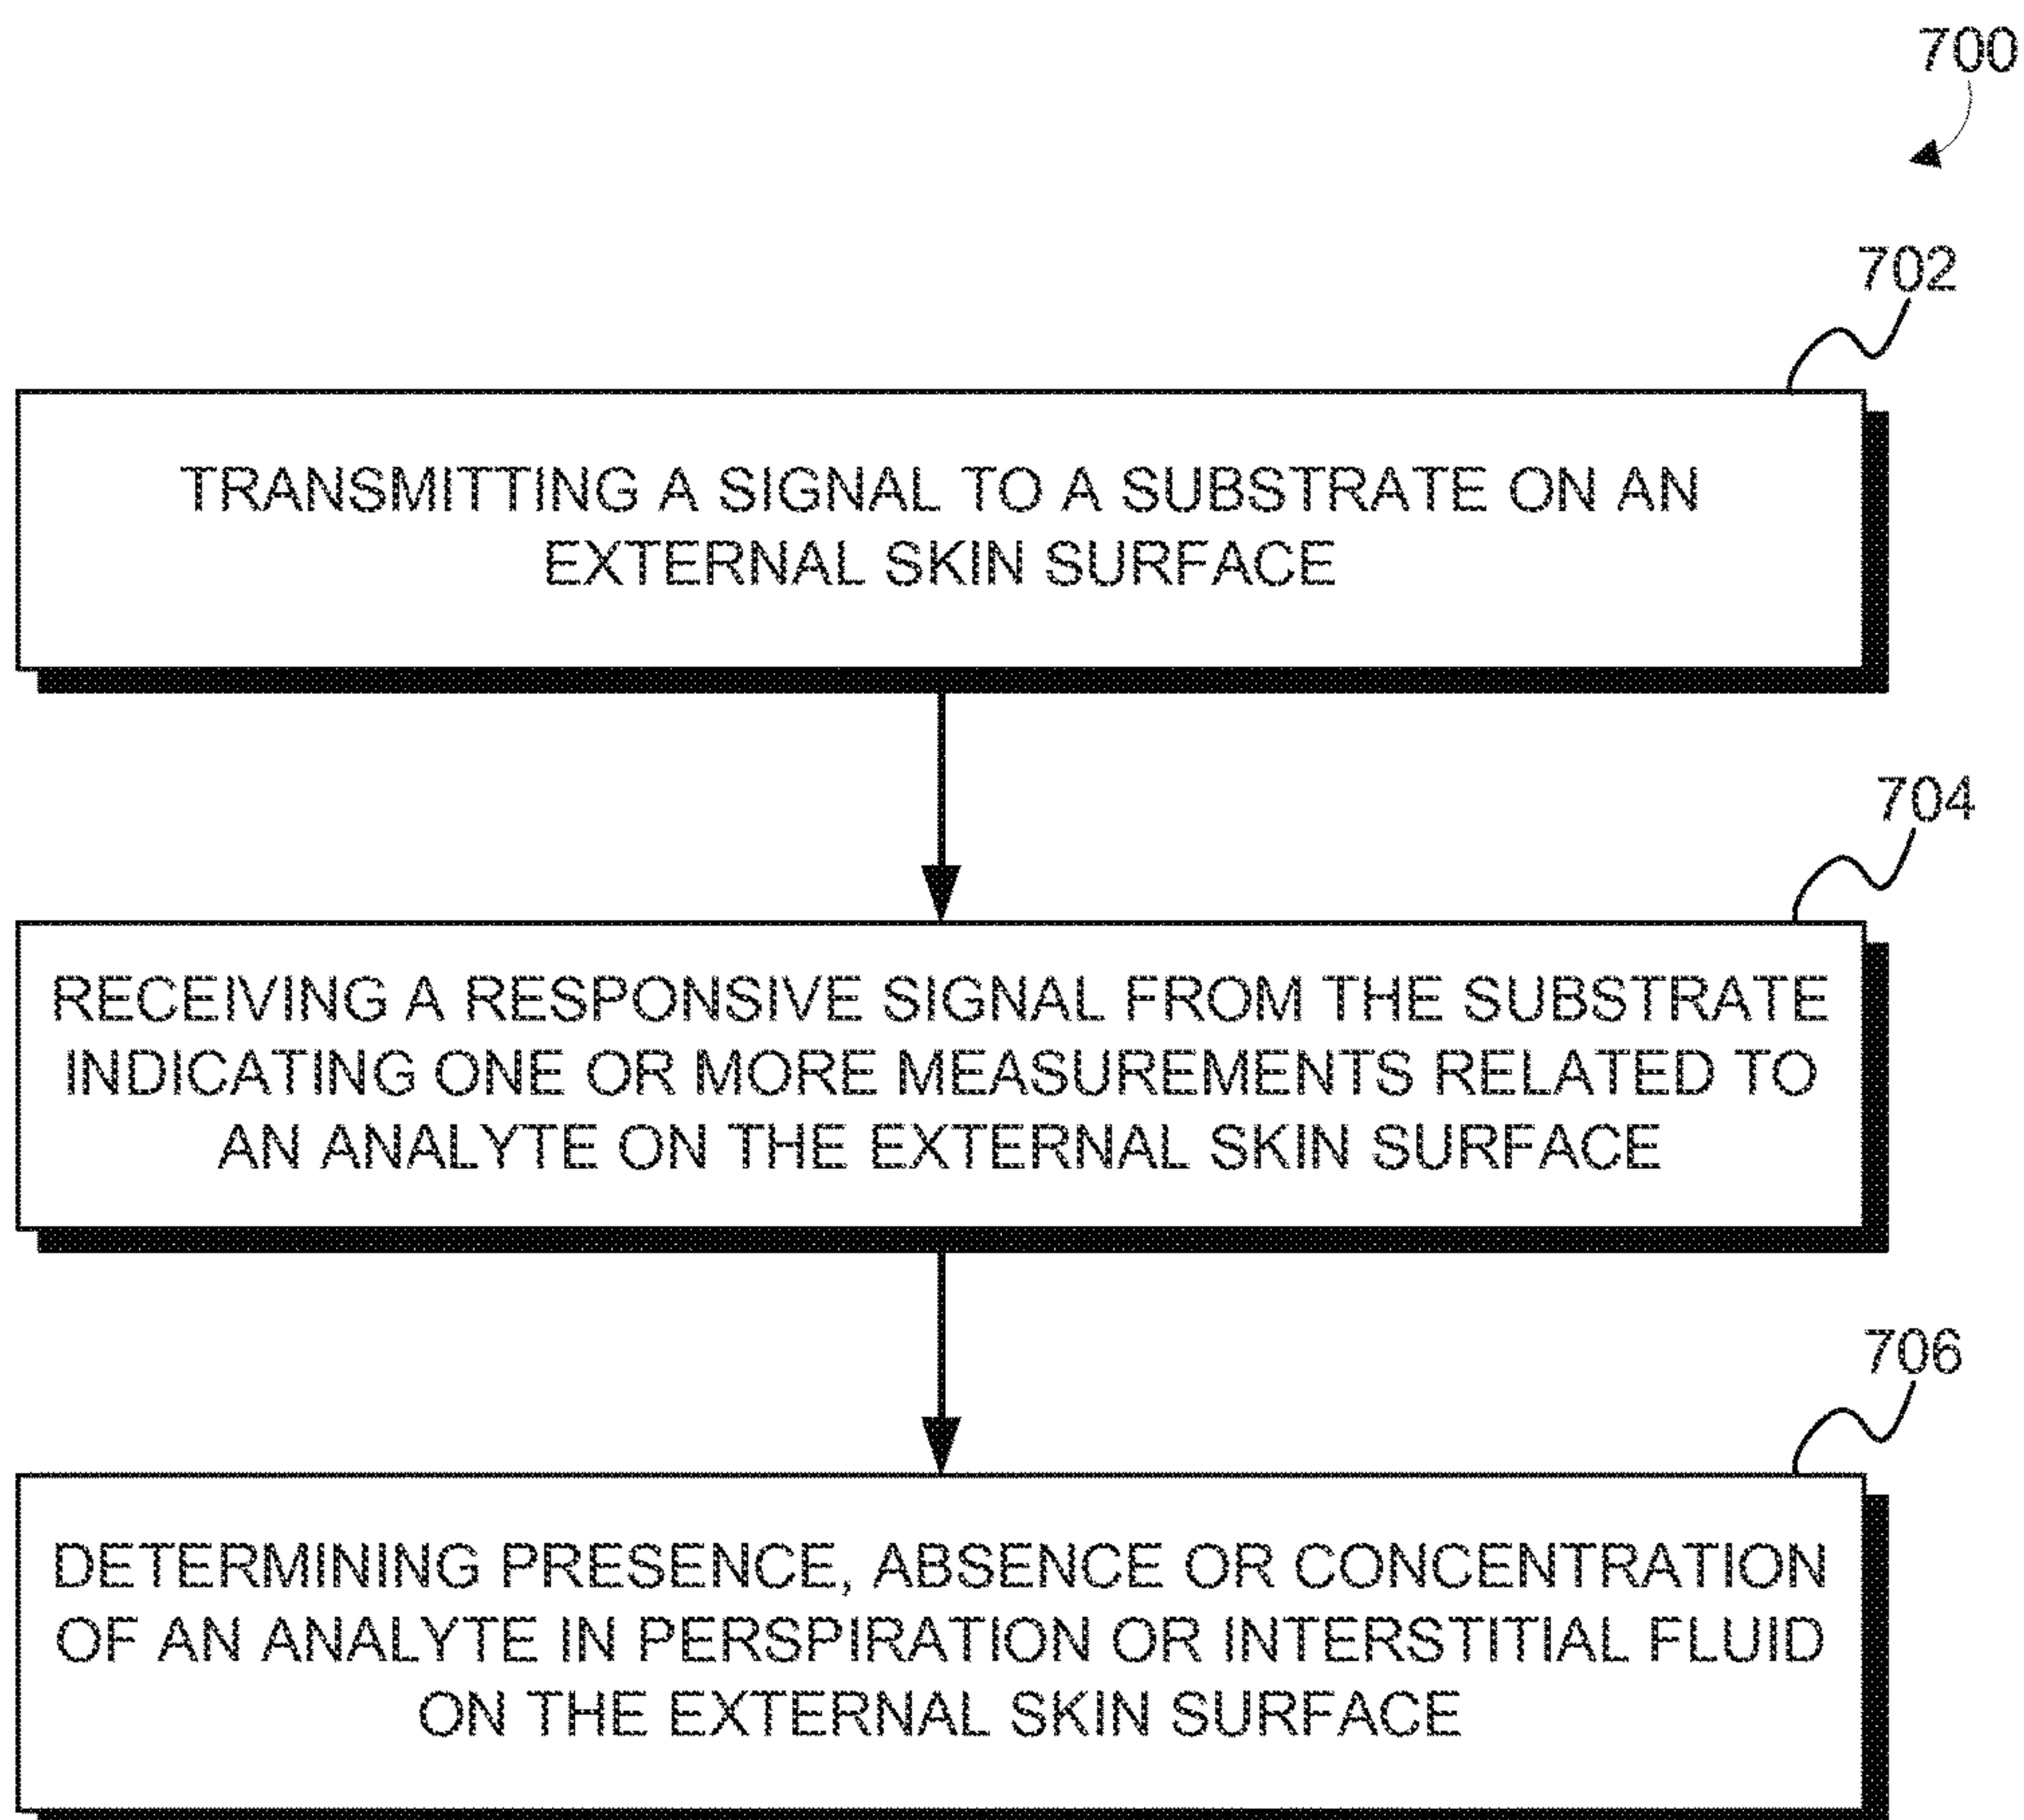 700
702
TRANSMITTING A SIGNAL TO A SUBSTRATE ON AN
EXTERNAL SKIN SURFACE
704
RECEIVING A RESPONSIVE SIGNAL FROM THE SUBSTRATE
INDICATING ONE OR MORE MEASUREMENTS RELATED TO
AN ANALYTE ON THE EXTERNAL SKIN SURFACE
706
DETERMINING PRESENCE, ABSENCE OR CONCENTRATION
OF AN ANALYTE IN PERSPIRATION OR INTERSTITIAL FLUID
ON THE EXTERNAL SKIN SURFACE